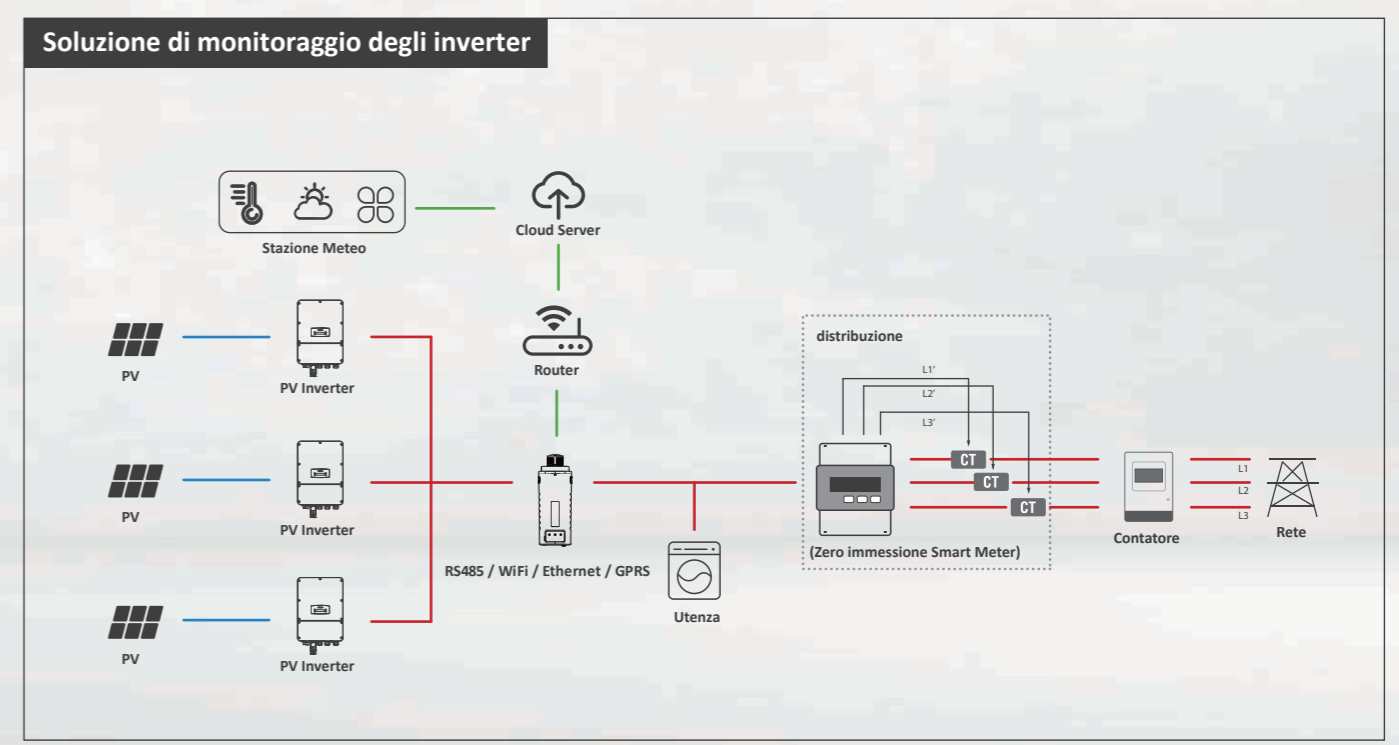 Soluzione di monitoraggio degli inverter
Stazione Meteo
Cloud Server
Router
PV
PV Inverter
PV
PV Inverter
PV
PV Inverter
RS485 / WiFi / Ethernet / GPRS
Utenza
distribuzione
L1'
L2'
L3'
CT
CT
CT
(Zero immessione Smart Meter)
Contatore
L1
L2
L3
Rete